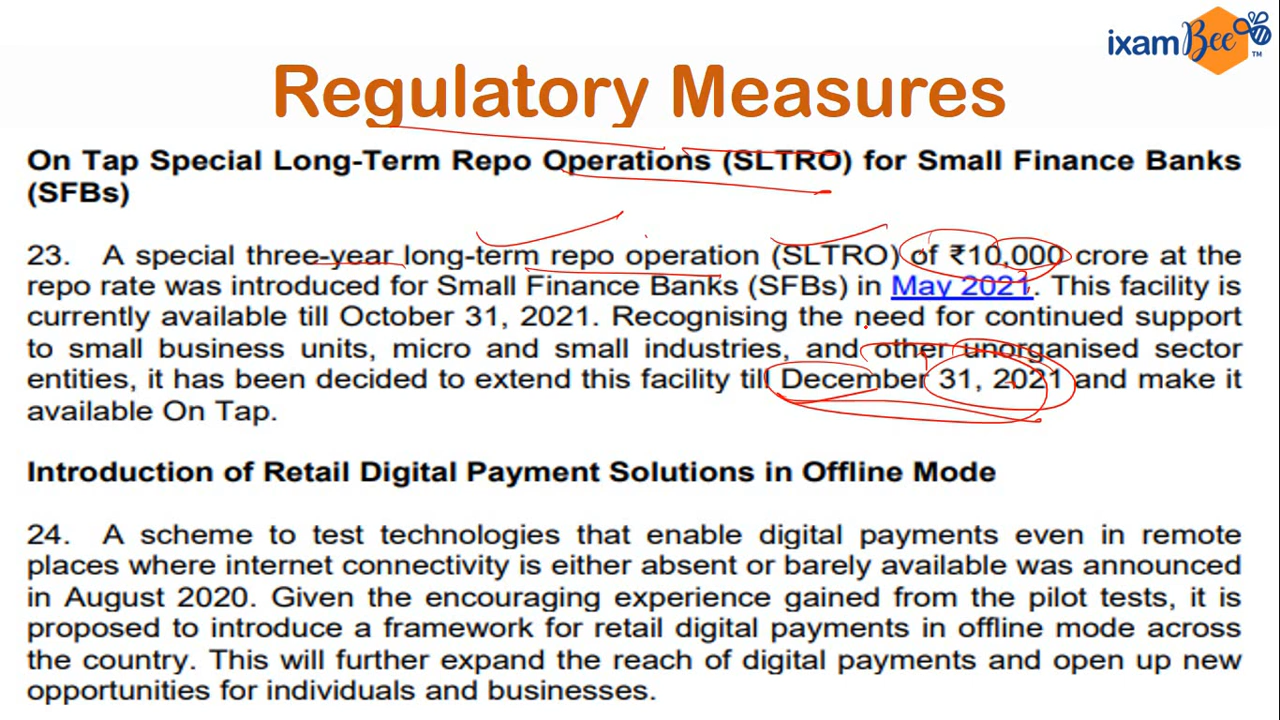 ixamBee™
Regulatory Measures
On Tap Special Long-Term Repo Operations (SLTRO) for Small Finance Banks
(SFBs)
23. A special three-year long-term repo operation (SLTRO) of ₹10,000 crore at the
repo rate was introduced for Small Finance Banks (SFBs) in May 2021. This facility is
currently available till October 31, 2021. Recognising the need for continued support
to small business units, micro and small industries, and other unorganised sector
entities, it has been decided to extend this facility till December 31, 2021 and make it
available On Tap.
Introduction of Retail Digital Payment Solutions in Offline Mode
24. A scheme to test technologies that enable digital payments even in remote
places where internet connectivity is either absent or barely available was announced
in August 2020. Given the encouraging experience gained from the pilot tests, it is
proposed to introduce a framework for retail digital payments in offline mode across
the country. This will further expand the reach of digital payments and open up new
opportunities for individuals and businesses.